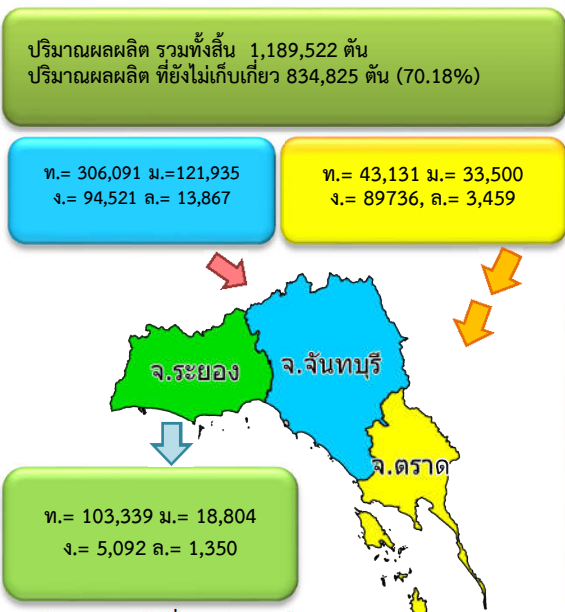 ปริมาณผลผลิต รวมทั้งสิ้น 1,189,522 ตัน
ปริมาณผลผลิต ที่ยังไม่เก็บเกี่ยว 834,825 ตัน (70.18%)
ท.= 306,091 ม.=121,935
ง.= 94,521 ล.= 13,867
ท.= 43,131 ม.= 33,500
ง.= 89736, ล.= 3,459
จ.ระยอง
จ.จันทบุรี
จ.ตราด
ท.= 103,339 ม.= 18,804
ง.= 5,092 ล.= 1,350